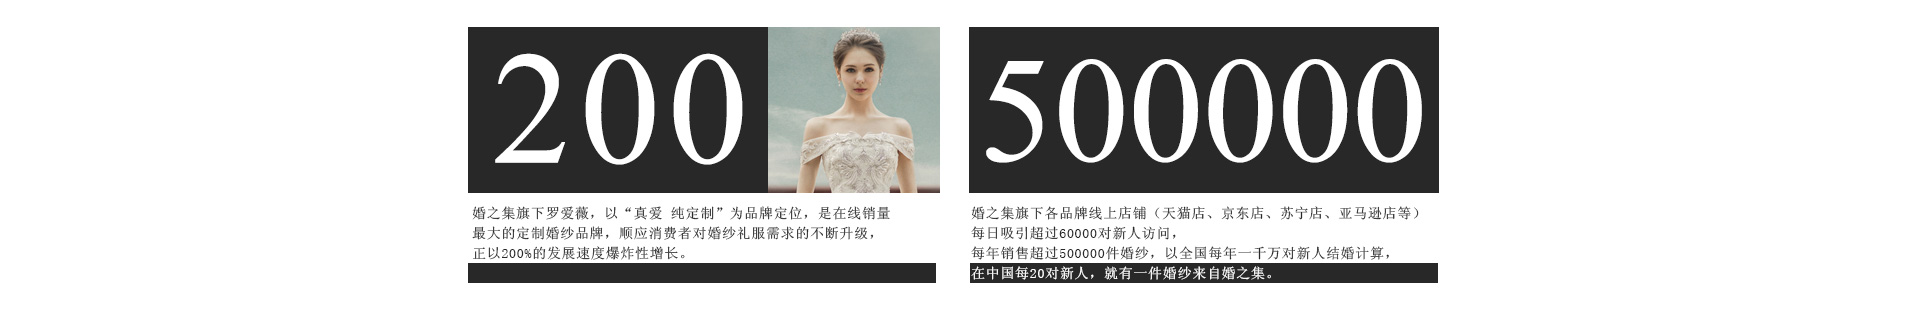 200
婚之集旗下罗爱薇，以“真爱 纯定制”为品牌定位，是在线销量
最大的定制婚纱品牌，顺应消费者对婚纱礼服需求的不断升级，
正以200%的发展速度爆炸性增长。
500000
婚之集旗下各品牌线上店铺（天猫店、京东店、苏宁店、亚马逊店等）
每日吸引超过60000对新人访问，
每年销售超过500000件婚纱，以全国每年一千万对新人结婚计算，
在中国每20对新人，就有一件婚纱来自婚之集。